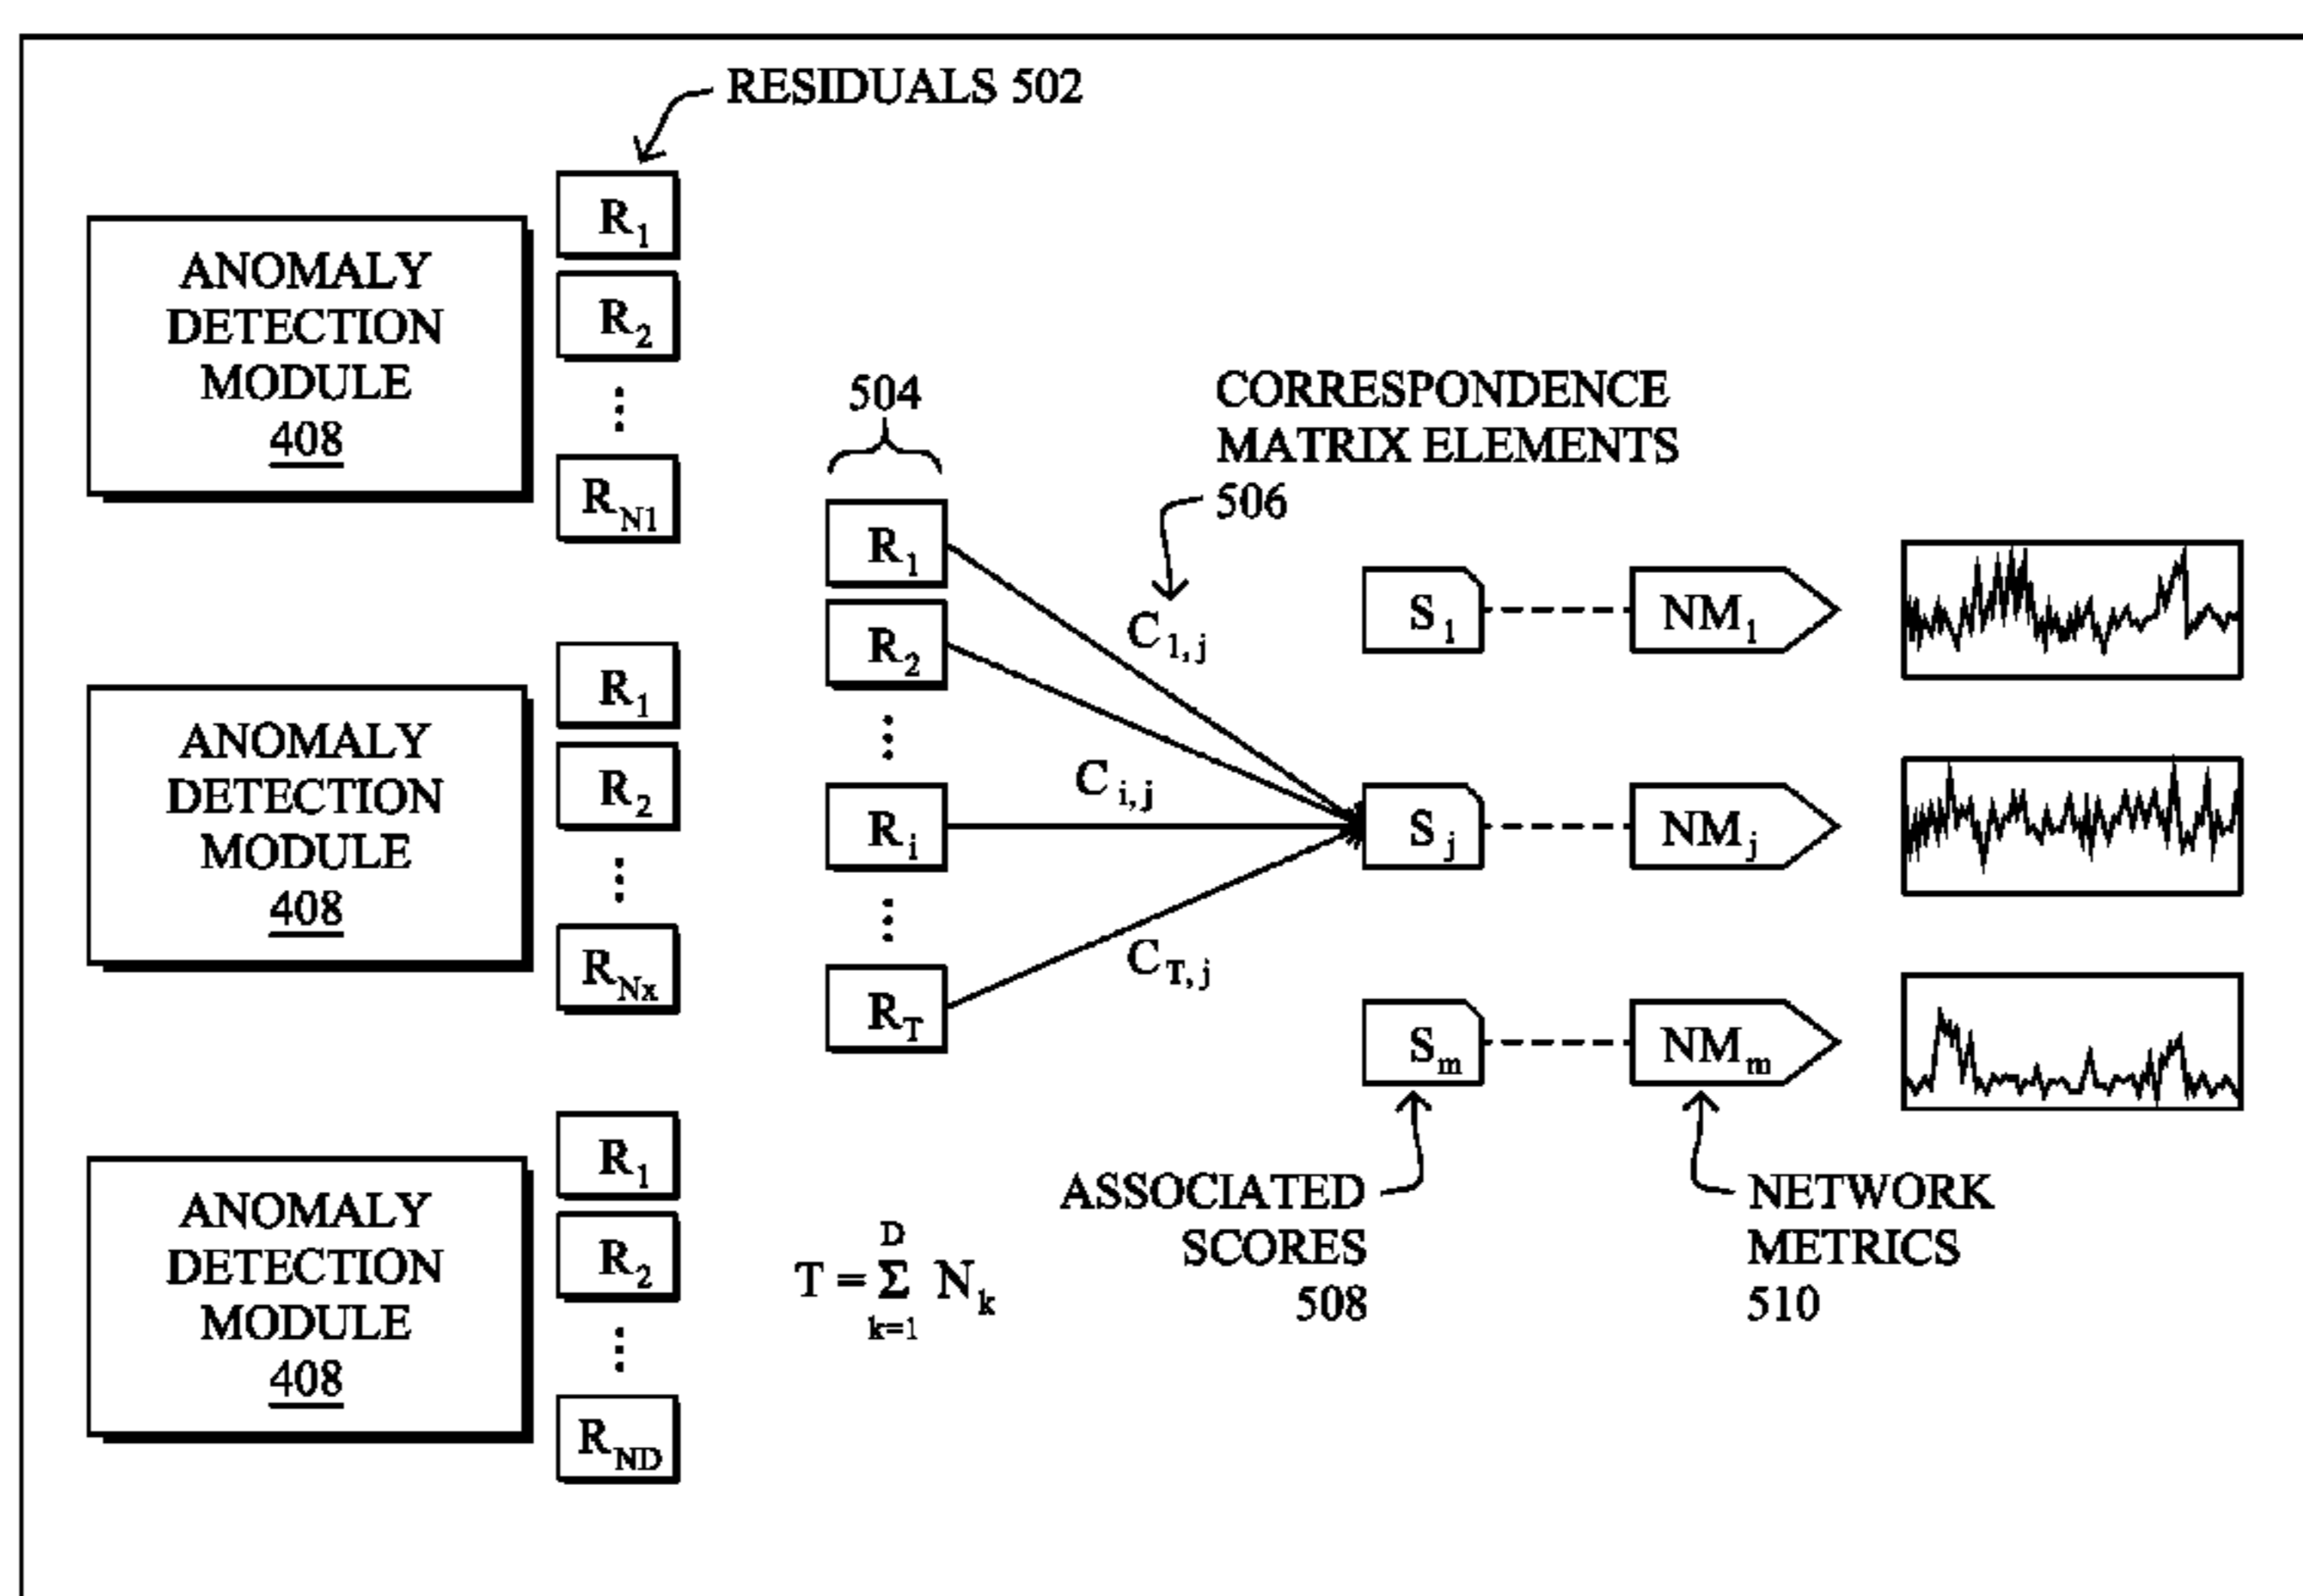 RESIDUALS 502
ANOMALY
DETECTION
MODULE
408
R1
R2
⋮
RN1
ANOMALY
DETECTION
MODULE
408
R1
R2
⋮
RNx
ANOMALY
DETECTION
MODULE
408
R1
R2
⋮
RND
504
R1
R2
⋮
Ri
⋮
RT
T = Σ Nk
D
k=1
CORRESPONDENCE
MATRIX ELEMENTS
506
C1,j
Ci,j
CT,j
S1
NM1
Sj
NMj
Sm
NMm
ASSOCIATED
SCORES
508
NETWORK
METRICS
510